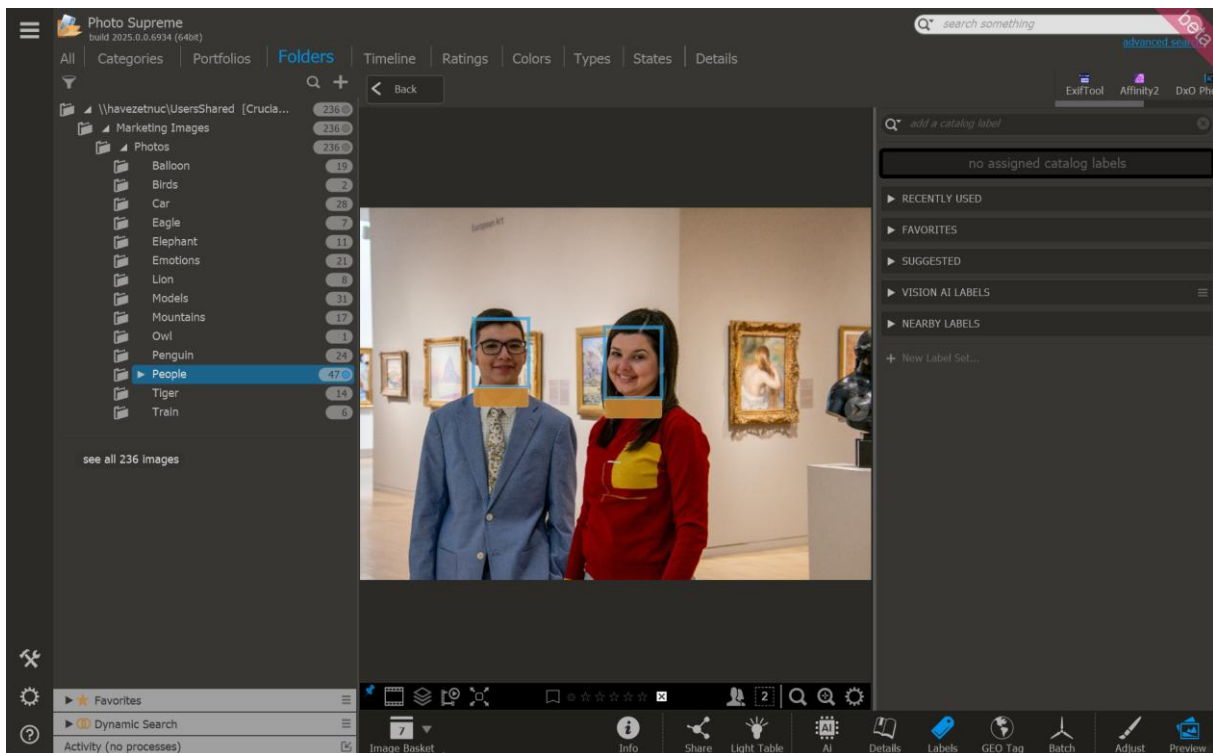 Photo Supreme
build 2025.0.0.6934 (64bit)
search something
advanced search
beta
All Categories Portfolios Folders Timeline Ratings Colors Types States Details
Back
ExifTool Affinity2 DxO Pho
\\havezetnuc\UsersShared [Crucia... 236
Marketing Images 236
Photos 236
Balloon 19
Birds 2
Car 28
Eagle 7
Elephant 11
Emotions 21
Lion 8
Models 31
Mountains 17
Owl 1
Penguin 24
People 47
Tiger 14
Train 6
see all 236 images
European Art
add a catalog label
no assigned catalog labels
RECENTLY USED
FAVORITES
SUGGESTED
VISION AI LABELS
NEARBY LABELS
New Label Set...
Favorites
Dynamic Search
Activity (no processes)
2
7
Image Basket
Info
Share
Light Table
AI
Ai
Details
Labels
GEO Tag
Batch
Adjust
Preview